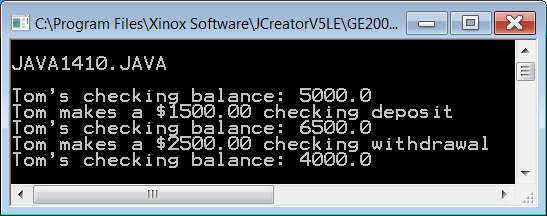 C:\Program Files\Xinox Software\JCreatorV5LE\GE200...
JAVA1410.JAVA
Tom's checking balance: 5000.0
Tom makes a $1500.00 checking deposit
Tom's checking balance: 6500.0
Tom makes a $2500.00 checking withdrawal
Tom's checking balance: 4000.0